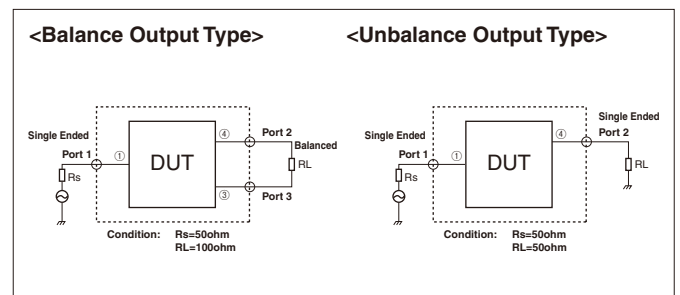 <Balance Output Type>
Single Ended
Port 1
①
Rs
DUT
④
Port 2
Balanced
RL
③
Port 3
Condition: Rs=50ohm
RL=100ohm
<Unbalance Output Type>
Single Ended
Port 1
①
Rs
DUT
④
Single Ended
Port 2
RL
Condition: Rs=50ohm
RL=50ohm